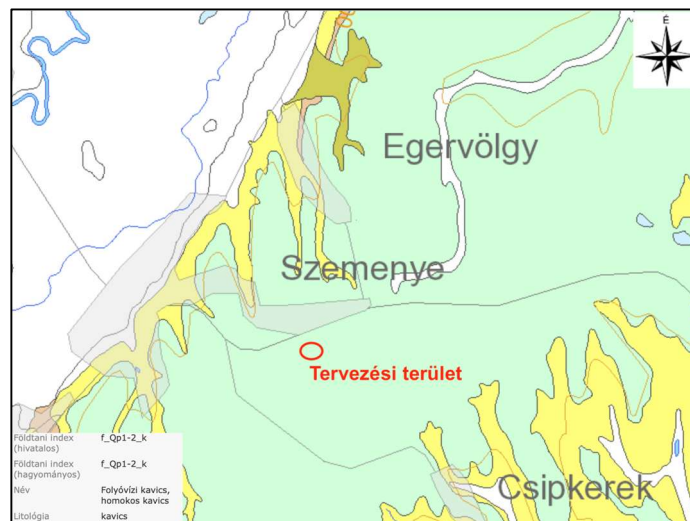 É
Egervölgy
Szemenye
Tervezési terület
Csipkerek
Földtani index f_Qp1-2_k
(hivatalos)
Földtani index f_Qp1-2_k
(hagyományos)
Név Folyóvízi kavics,
homokos kavics
Litológia kavics